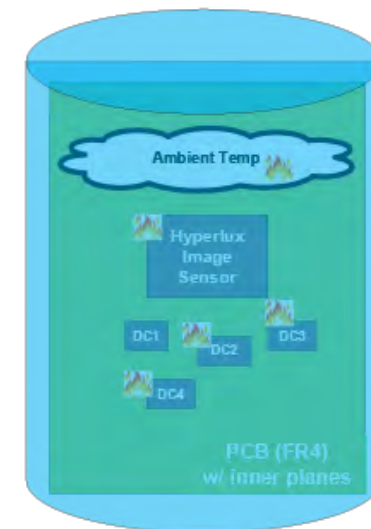 Ambient Temp
Hyperlux
Image
Sensor
DC1
DC2
DC3
DC4
PCB (FR4)
w/ inner planes